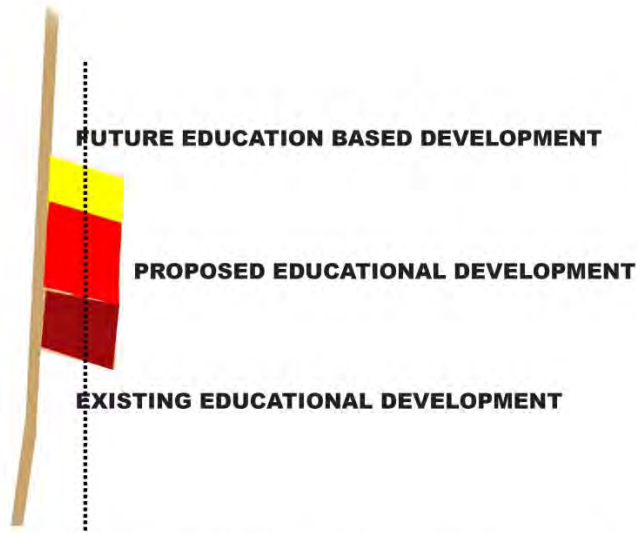 FUTURE EDUCATION BASED DEVELOPMENT
PROPOSED EDUCATIONAL DEVELOPMENT
EXISTING EDUCATIONAL DEVELOPMENT